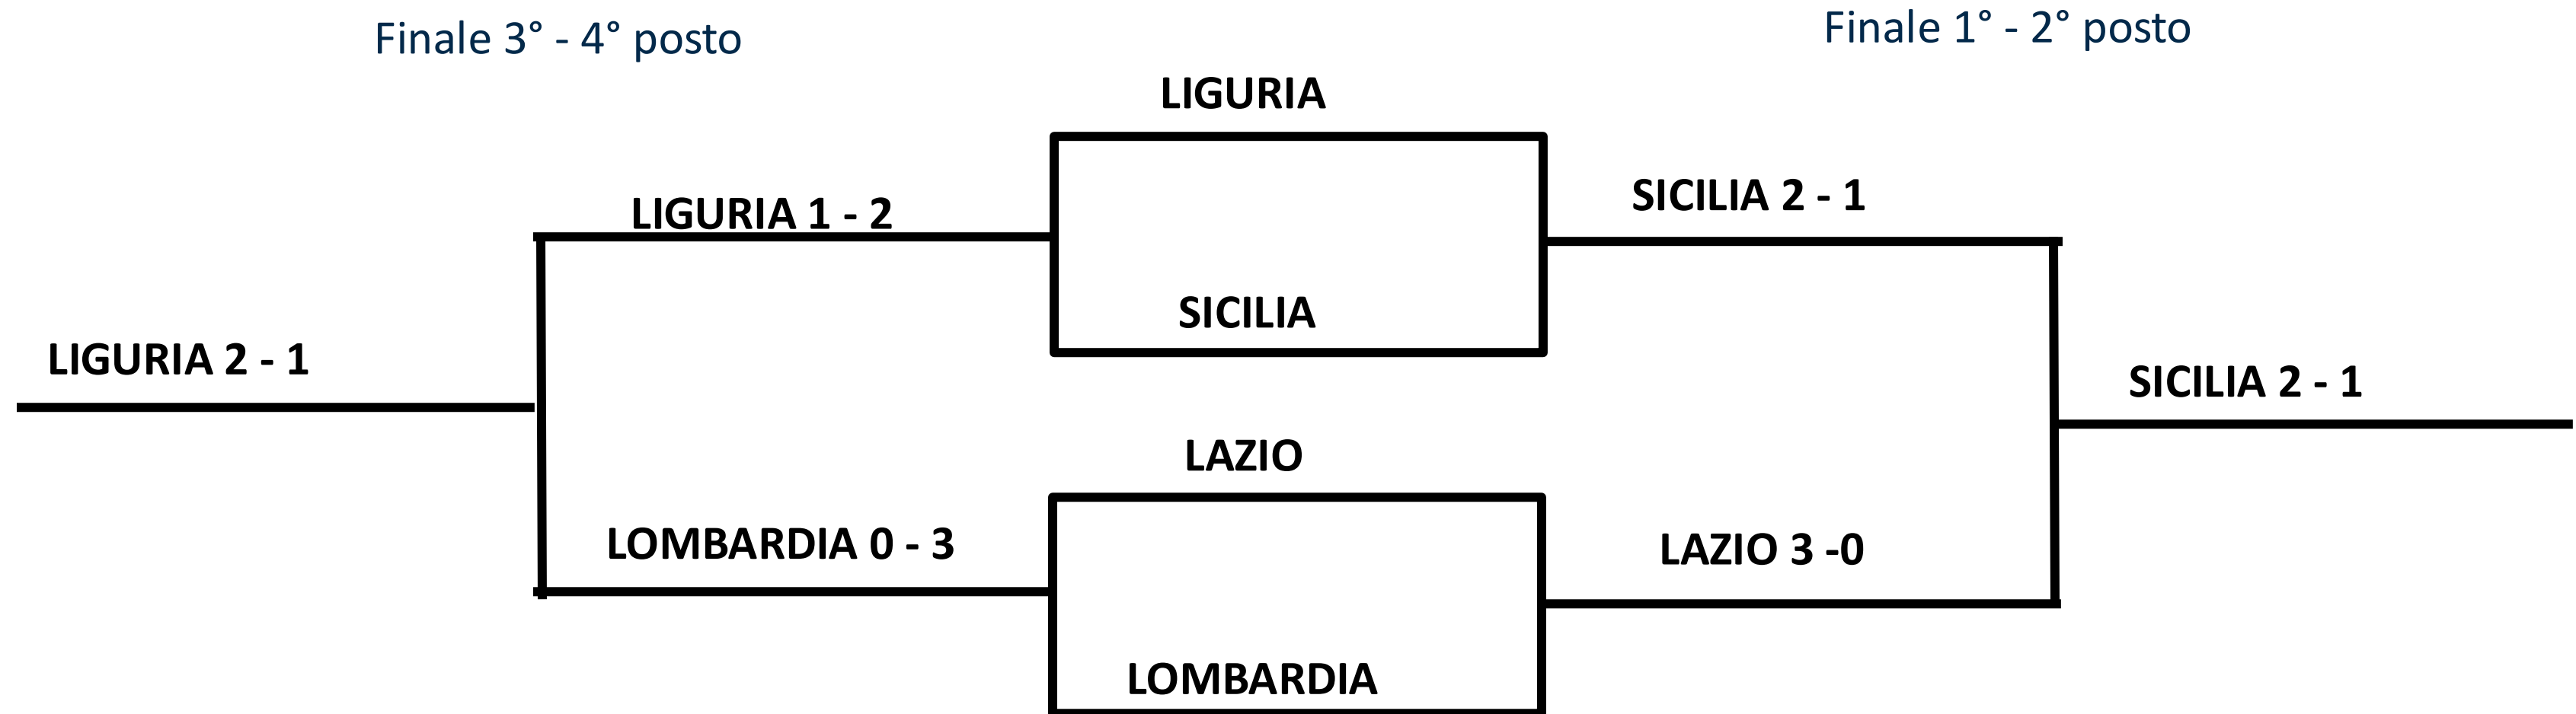 Finale 3° - 4° posto
Finale 1° - 2° posto
LIGURIA
LIGURIA 1 - 2
SICILIA 2 - 1
SICILIA
LIGURIA 2 - 1
SICILIA 2 - 1
LAZIO
LOMBARDIA 0 - 3
LAZIO 3 -0
LOMBARDIA